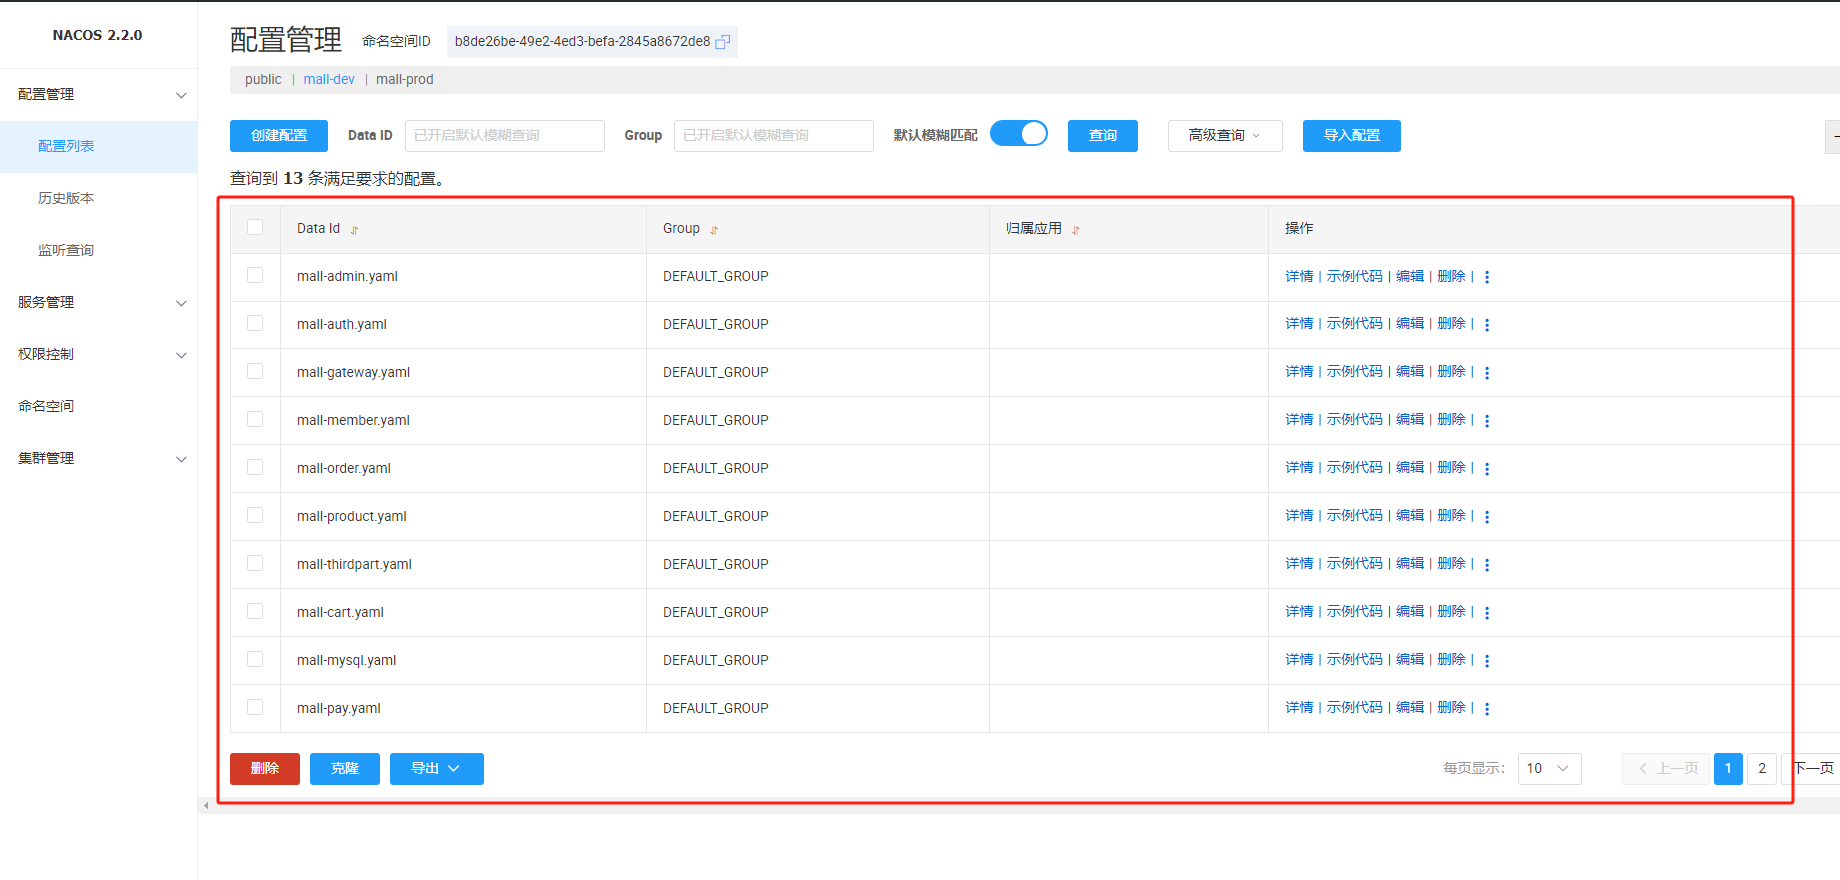 NACOS 2.2.0
配置管理
配置列表
历史版本
监听查询
服务管理
权限控制
命名空间
集群管理
配置管理 命名空间ID b8de26be-49e2-4ed3-befa-2845a8672de8
public | mall-dev | mall-prod
创建配置 Data ID 已开启默认模糊查询 Group 已开启默认模糊查询 默认模糊匹配 查询 高级查询 导入配置
查询到 13 条满足要求的配置。
Data Id Group 归属应用 操作
mall-admin.yaml DEFAULT_GROUP 详情 | 示例代码 | 编辑 | 删除 |
mall-auth.yaml DEFAULT_GROUP 详情 | 示例代码 | 编辑 | 删除 |
mall-gateway.yaml DEFAULT_GROUP 详情 | 示例代码 | 编辑 | 删除 |
mall-member.yaml DEFAULT_GROUP 详情 | 示例代码 | 编辑 | 删除 |
mall-order.yaml DEFAULT_GROUP 详情 | 示例代码 | 编辑 | 删除 |
mall-product.yaml DEFAULT_GROUP 详情 | 示例代码 | 编辑 | 删除 |
mall-thirdpart.yaml DEFAULT_GROUP 详情 | 示例代码 | 编辑 | 删除 |
mall-cart.yaml DEFAULT_GROUP 详情 | 示例代码 | 编辑 | 删除 |
mall-mysql.yaml DEFAULT_GROUP 详情 | 示例代码 | 编辑 | 删除 |
mall-pay.yaml DEFAULT_GROUP 详情 | 示例代码 | 编辑 | 删除 |
删除 克隆 导出 每页显示: 10 上一页 1 2 下一页